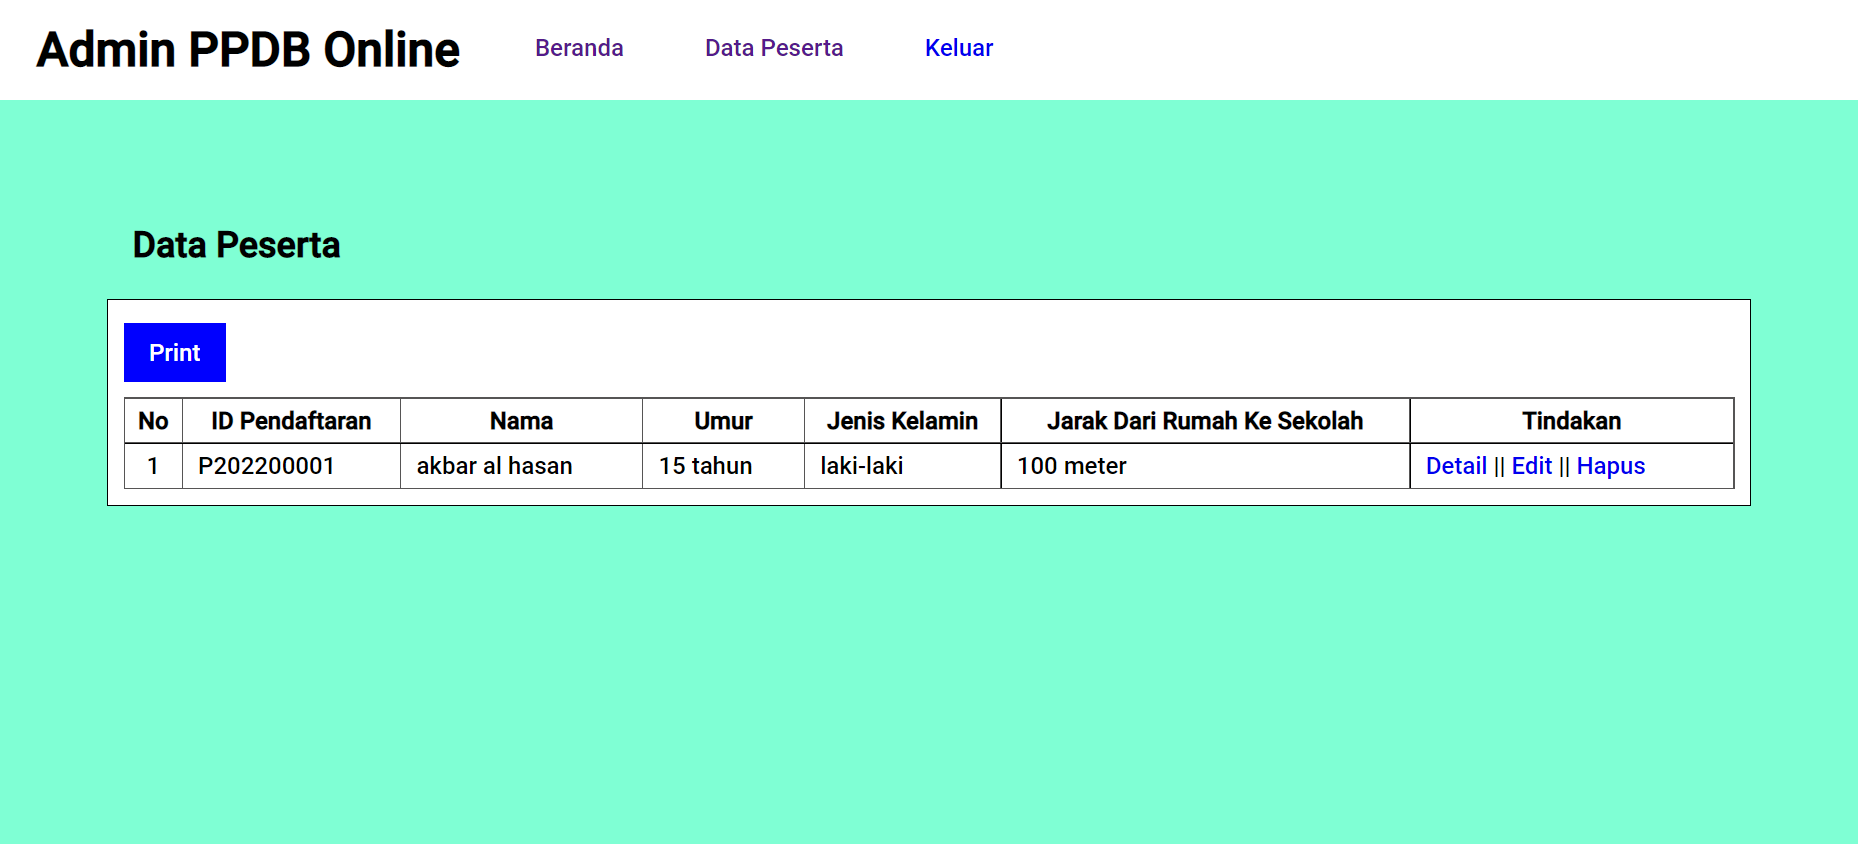 Admin PPDB Online Beranda Data Peserta Keluar
Data Peserta
Print
No ID Pendaftaran Nama Umur Jenis Kelamin Jarak Dari Rumah Ke Sekolah Tindakan
1 P202200001 akbar al hasan 15 tahun laki-laki 100 meter Detail || Edit || Hapus